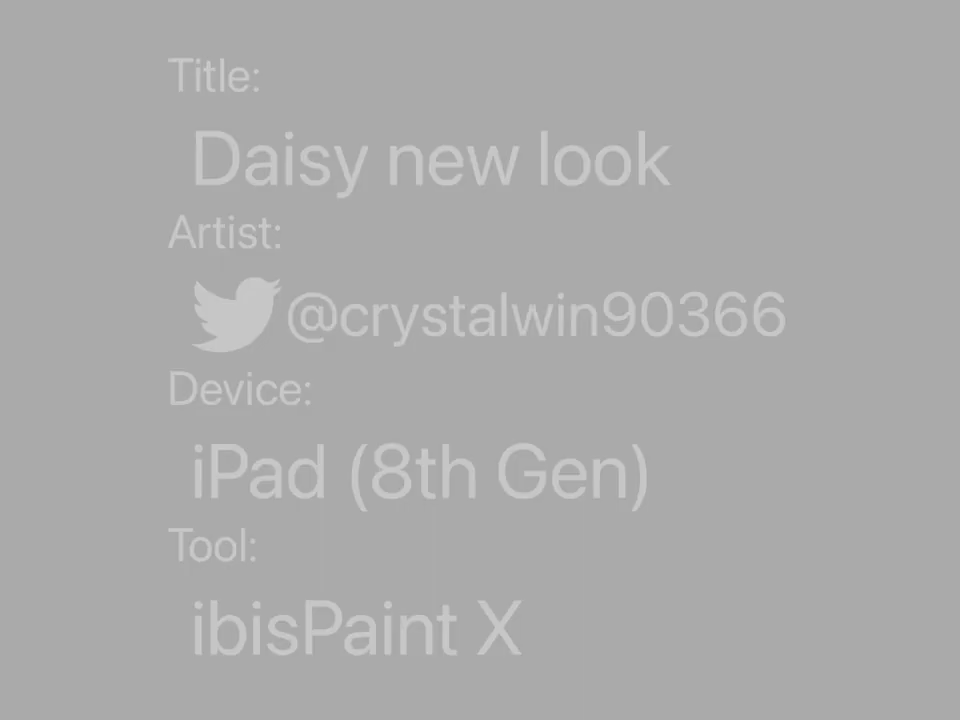 Title:
Daisy new look
Artist:
@crystalwin90366
Device:
iPad (8th Gen)
Tool:
ibisPaint X